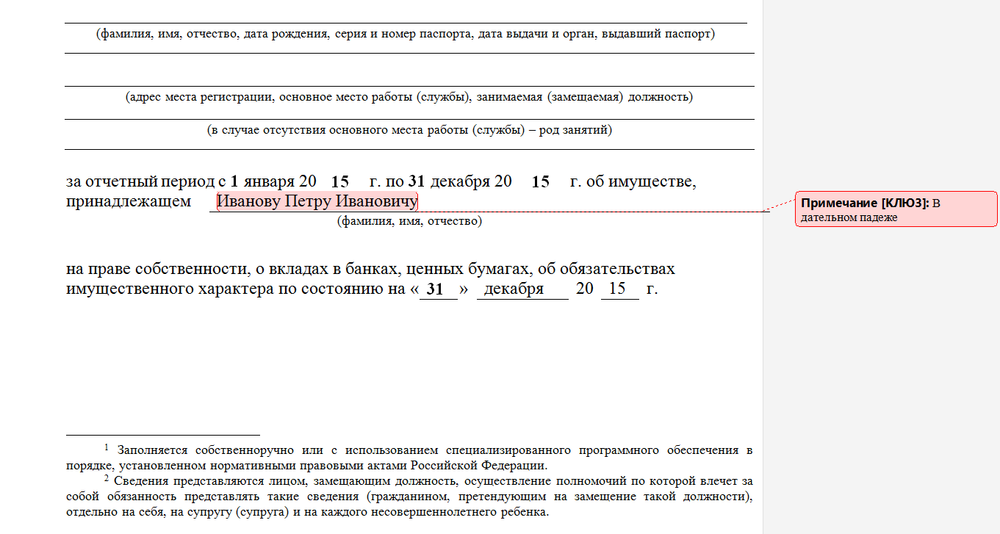 (фамилия, имя, отчество, дата рождения, серия и номер паспорта, дата выдачи и орган, выдавший паспорт)
(адрес места регистрации, основное место работы (службы), занимаемая (замещаемая) должность)
(в случае отсутствия основного места работы (службы) – род занятий)
за отчетный период с 1 января 20 15 г. по 31 декабря 20 15 г. об имуществе,
принадлежащем Иванову Петру Ивановичу
(фамилия, имя, отчество)
Примечание [КЛЮЗ]: В
дательном падеже
на праве собственности, о вкладах в банках, ценных бумагах, об обязательствах
имущественного характера по состоянию на « 31 » декабря 20 15 г.
1 Заполняется собственноручно или с использованием специализированного программного обеспечения в
порядке, установленном нормативными правовыми актами Российской Федерации.
2 Сведения представляются лицом, замещающим должность, осуществление полномочий по которой влечет за
собой обязанность представлять такие сведения (гражданином, претендующим на замещение такой должности),
отдельно на себя, на супругу (супруга) и на каждого несовершеннолетнего ребенка.